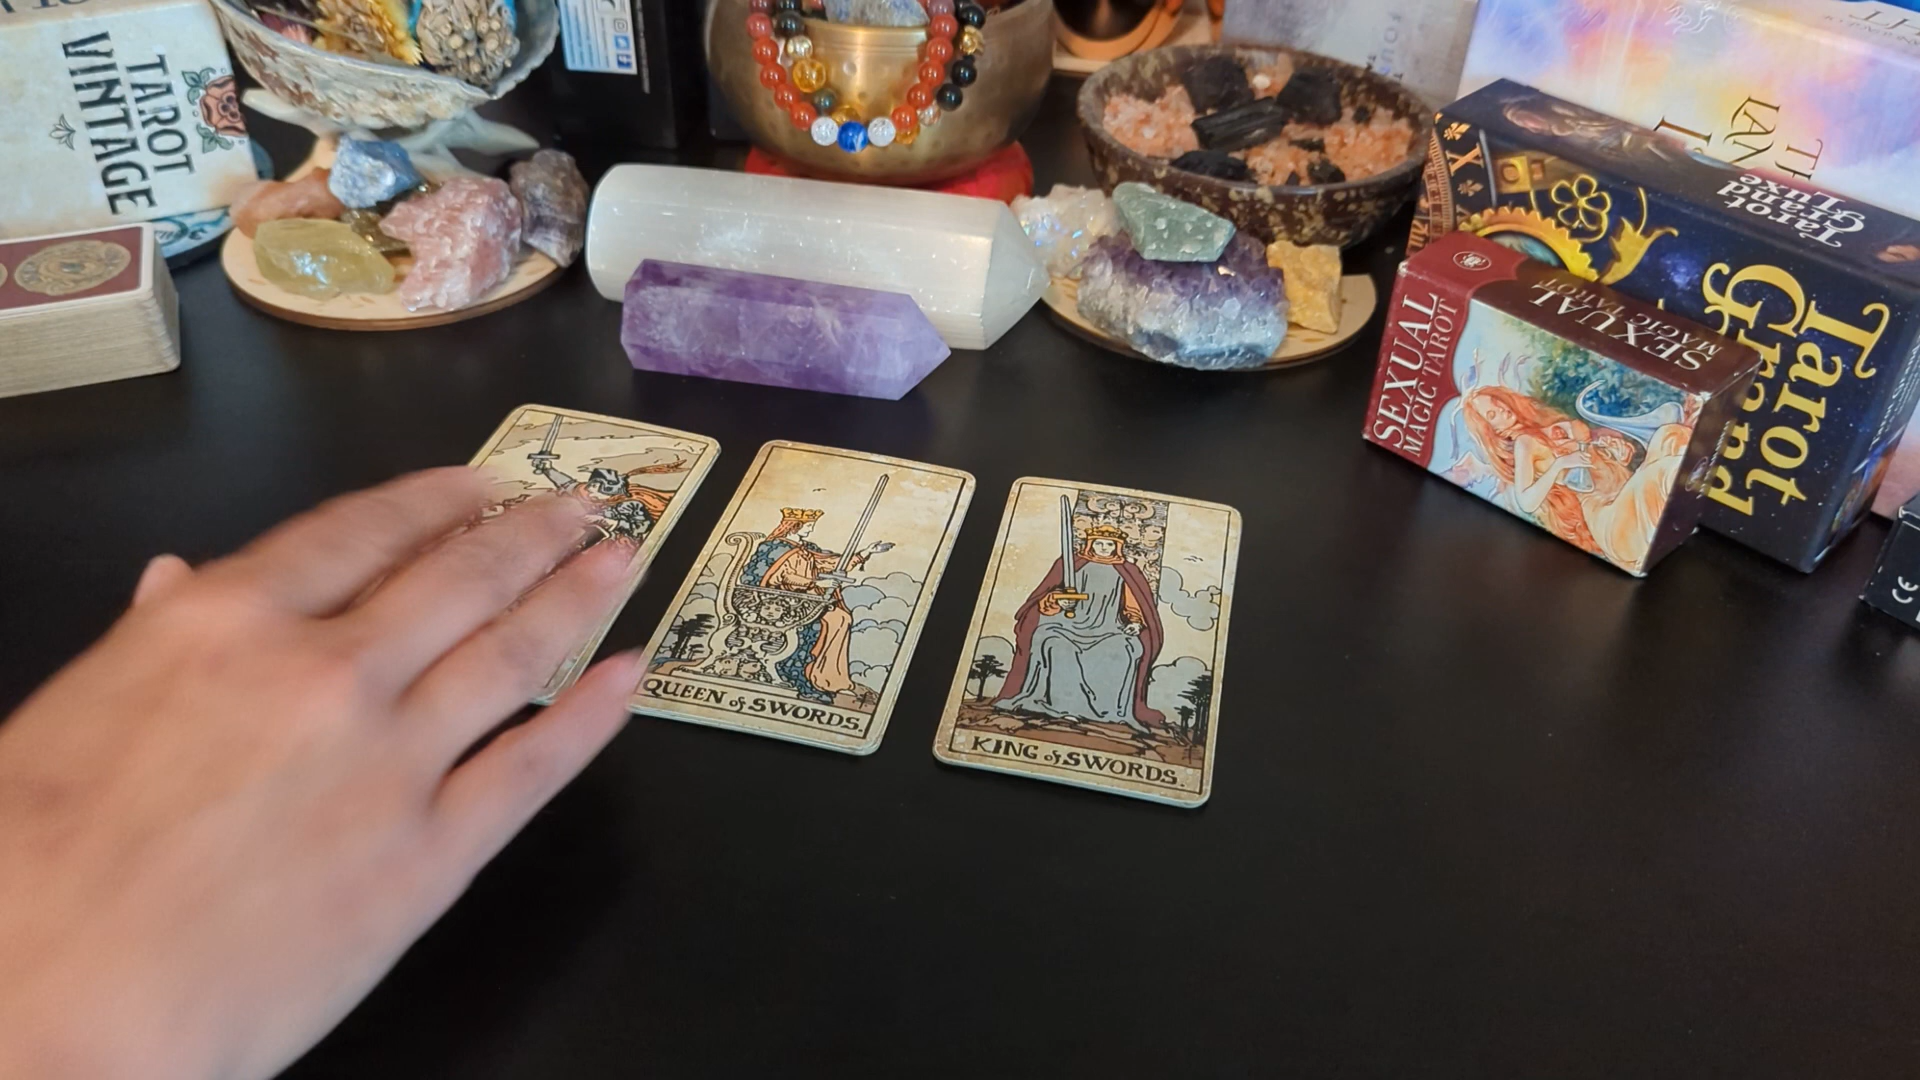 TAROT
VINTAGE
QUEEN of SWORDS.
KING of SWORDS.
SEXUAL
MAGIC TAROT
SEXUAL
MAGIC TAROT
Tarot
Grand
Luxe
Tarot
Grand
X
CE